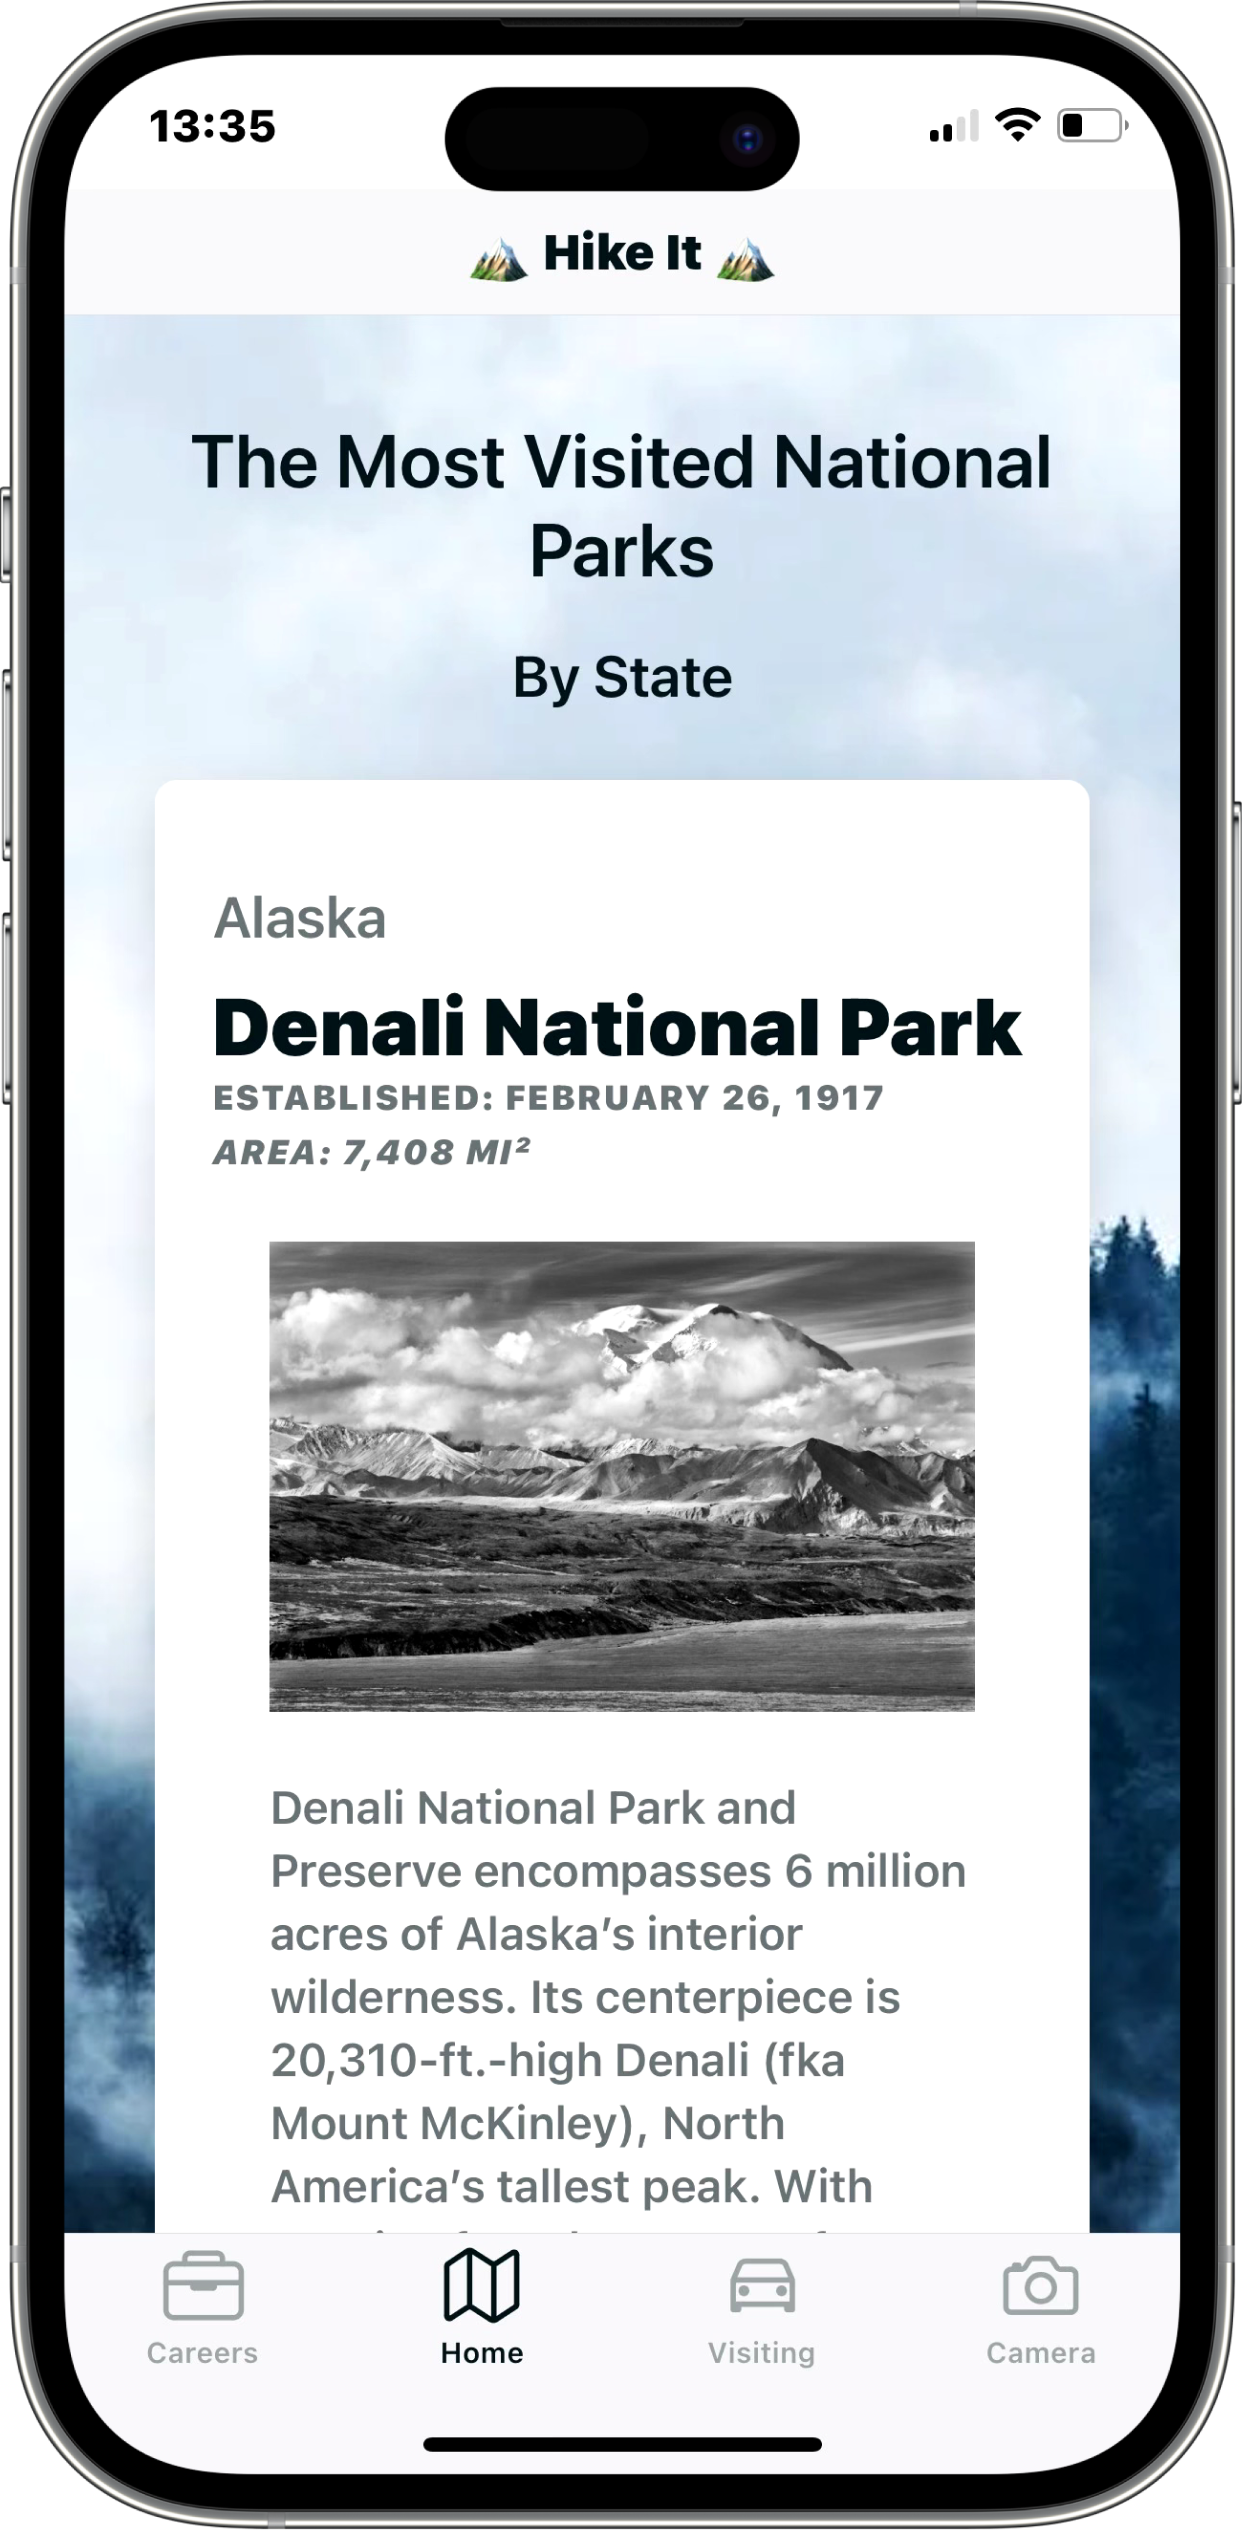 13:35
Hike It
The Most Visited National
Parks
By State
Alaska
Denali National Park
ESTABLISHED: FEBRUARY 26, 1917
AREA: 7,408 MI²
Denali National Park and
Preserve encompasses 6 million
acres of Alaska’s interior
wilderness. Its centerpiece is
20,310-ft.-high Denali (fka
Mount McKinley), North
America’s tallest peak. With
Careers
Home
Visiting
Camera